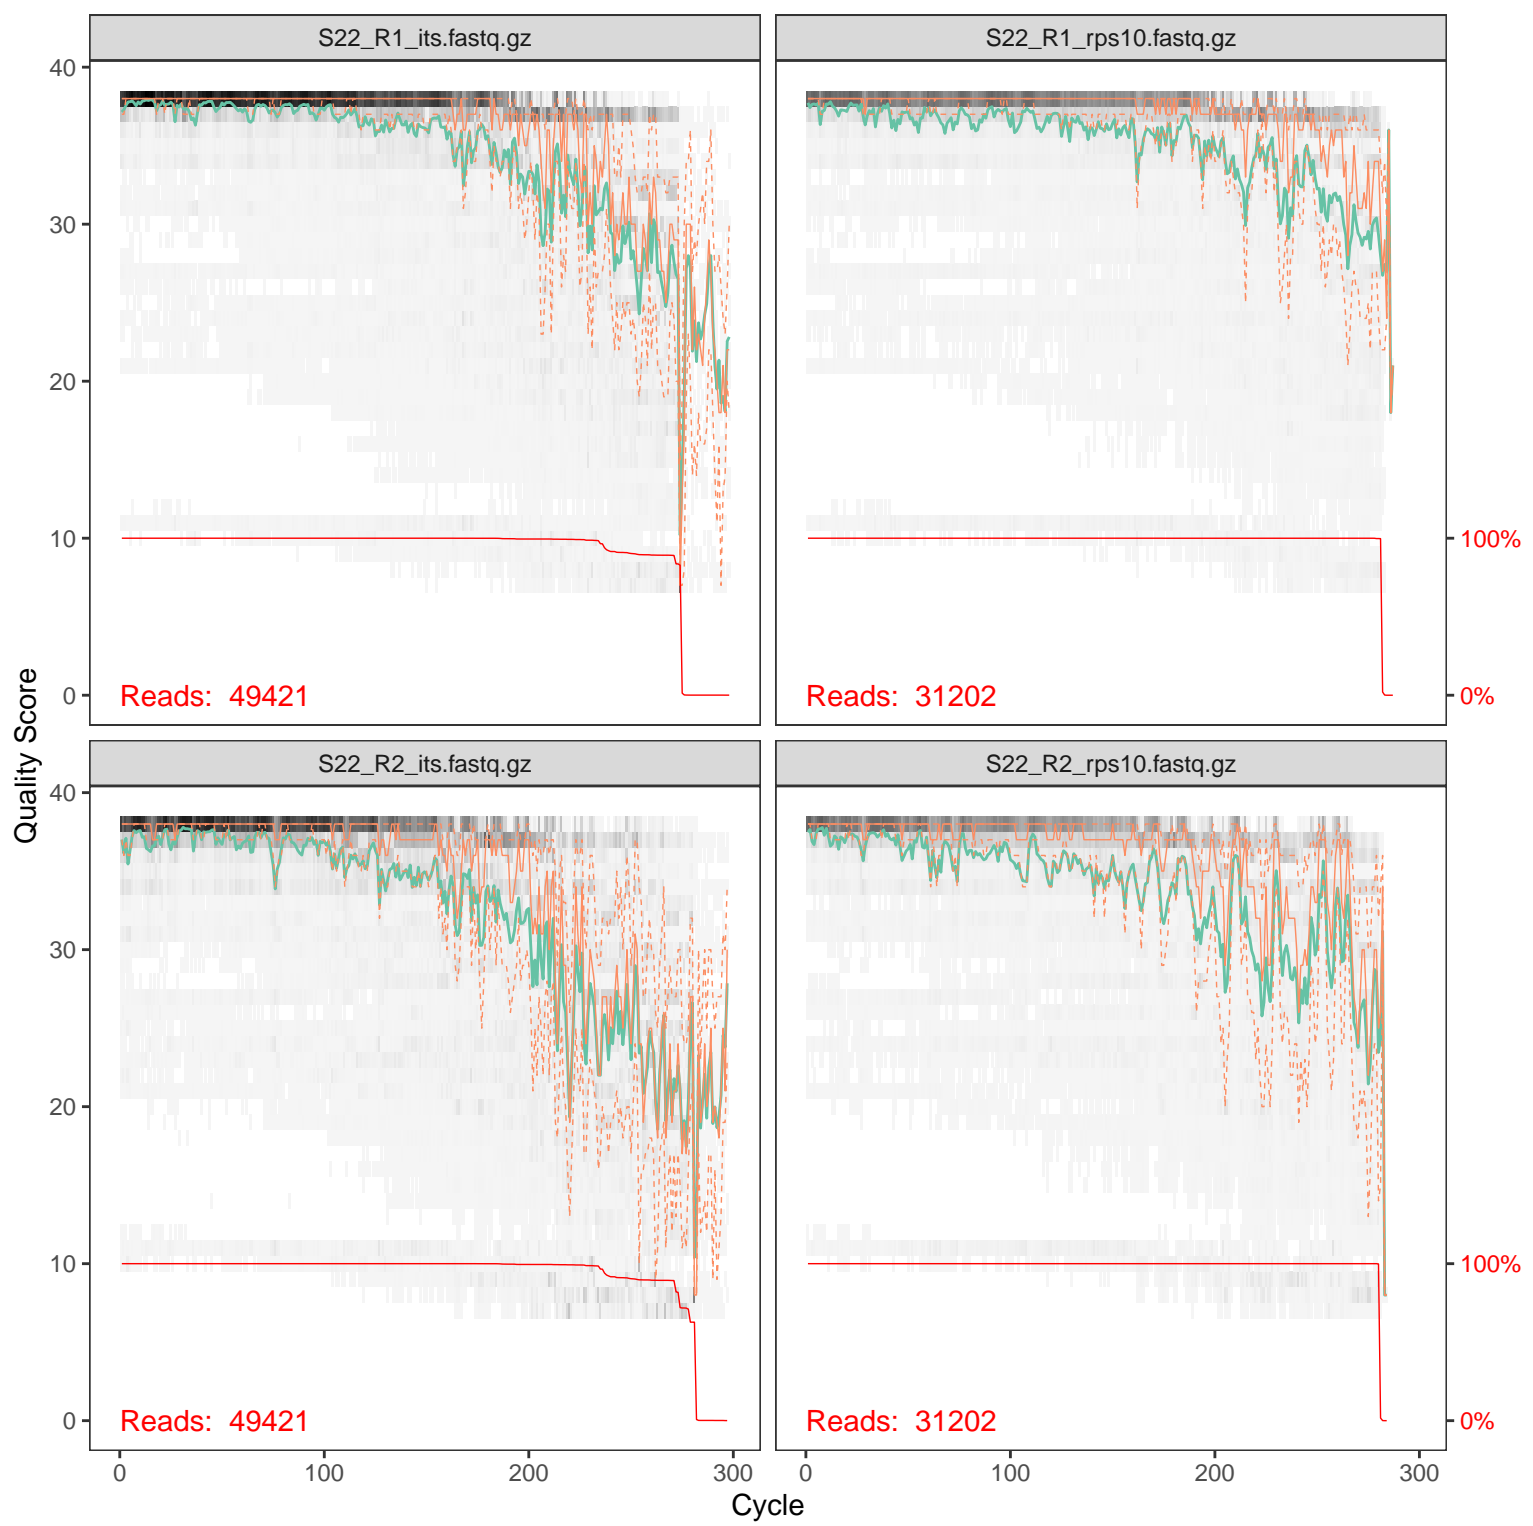 S22_R1_its.fastq.gz
S22_R1_rps10.fastq.gz
40
30
20
10
0
Reads: 49421
Reads: 31202
100%
0%
Quality Score
S22_R2_its.fastq.gz
S22_R2_rps10.fastq.gz
40
30
20
10
0
Reads: 49421
Reads: 31202
100%
0%
0 100 200 300
0 100 200 300
Cycle